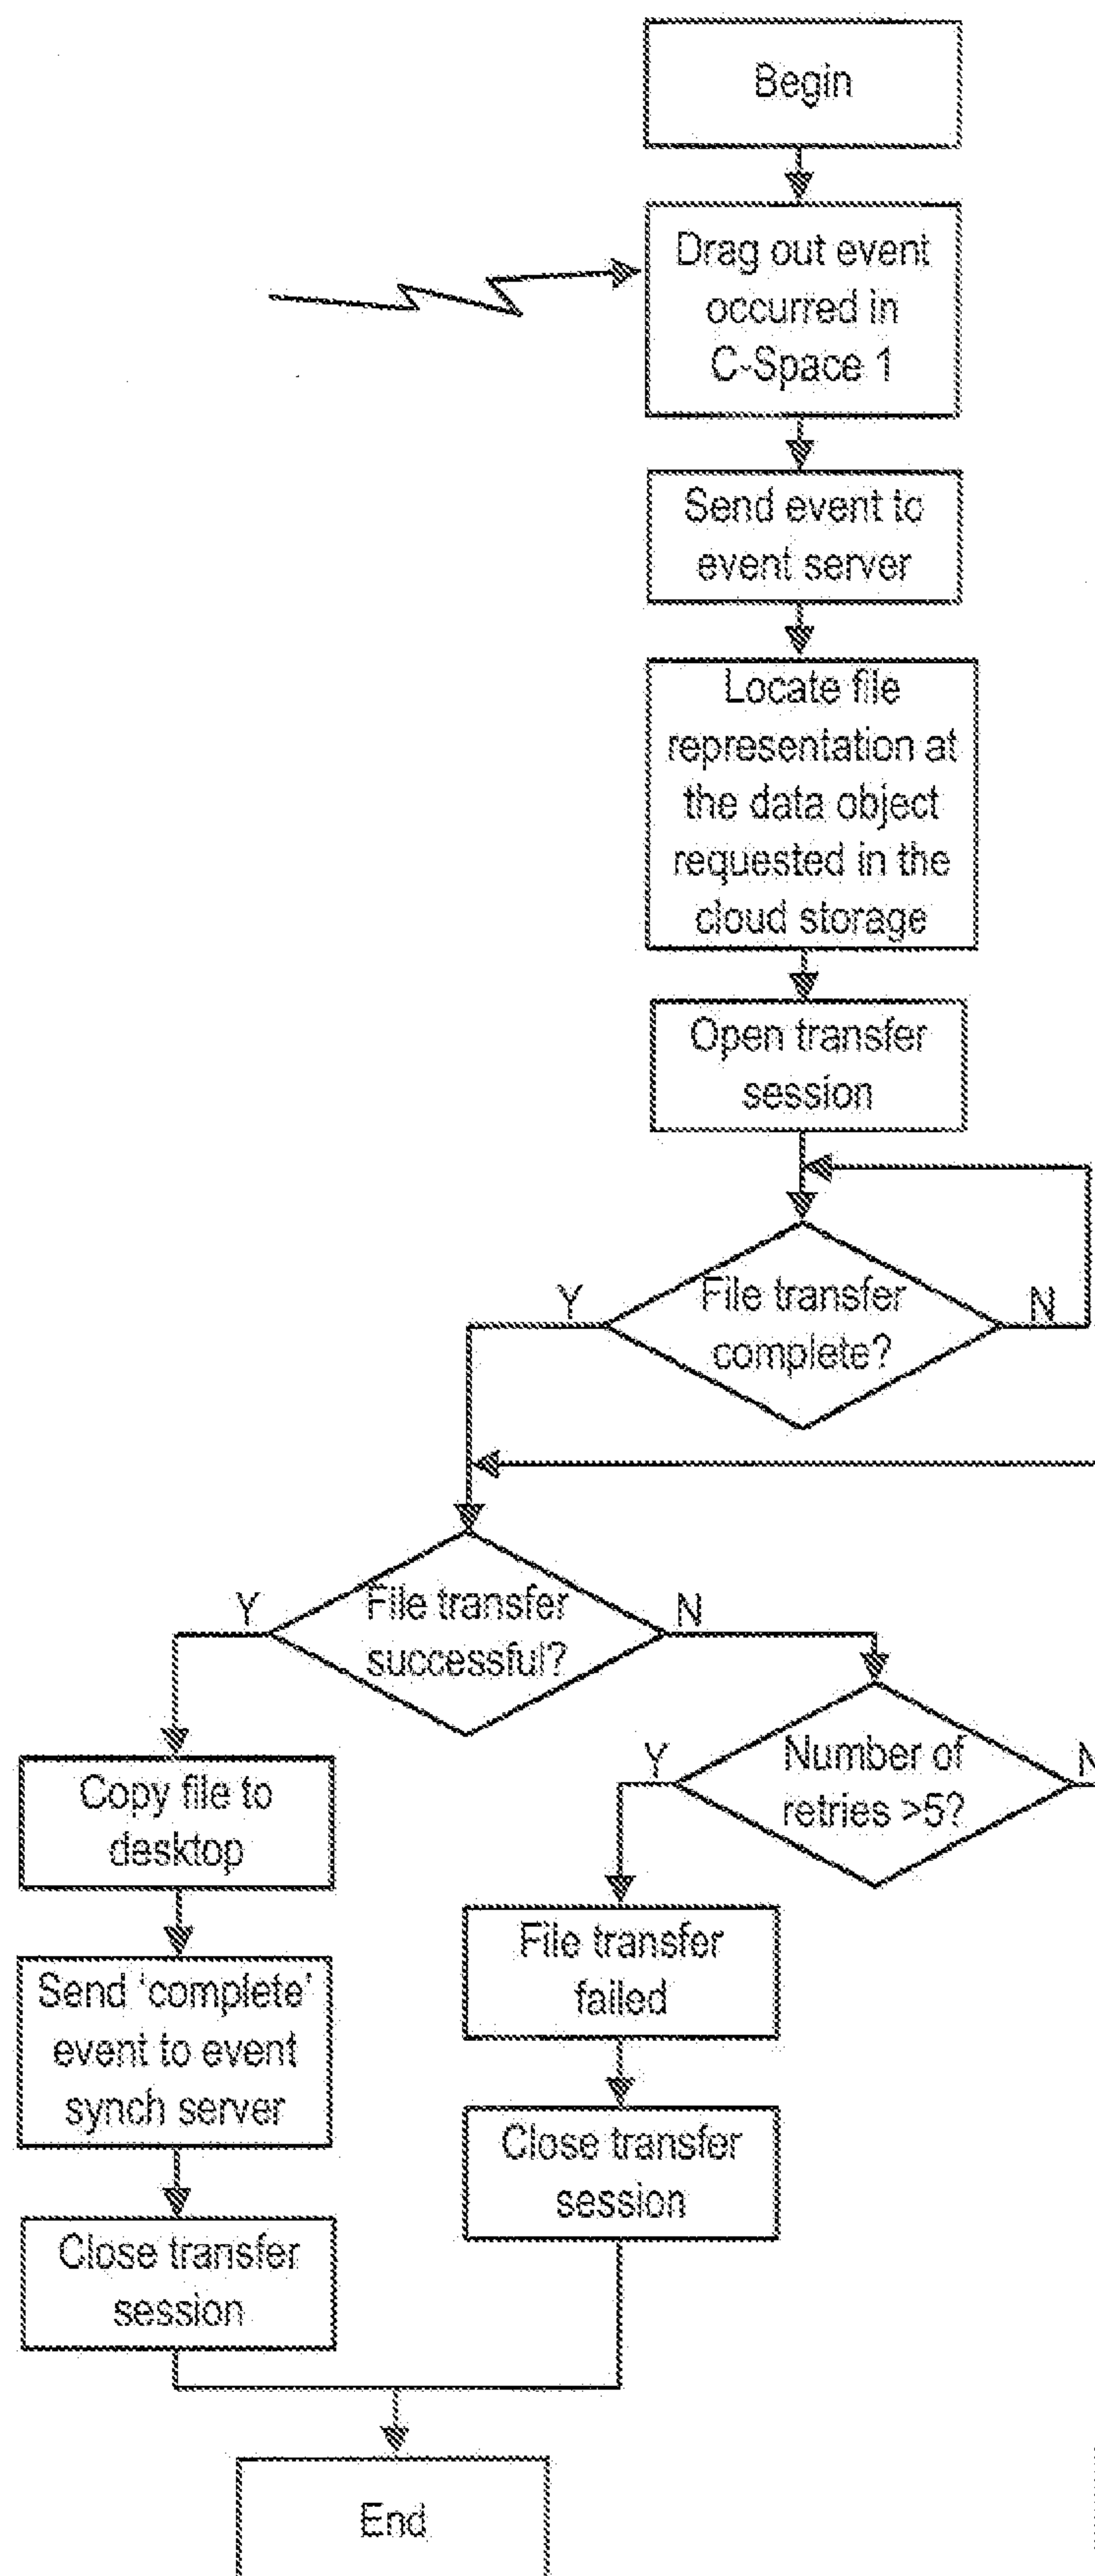 Begin
Drag out event
occurred in
C-Space 1
Send event to
event server
Locate file
representation at
the data object
requested in the
cloud storage
Open transfer
session
Y
File transfer
complete?
N
Y
File transfer
successful?
N
Y
Number of
retries >5?
N
Copy file to
desktop
File transfer
failed
Send 'complete'
event to event
synch server
Close transfer
session
Close transfer
session
End